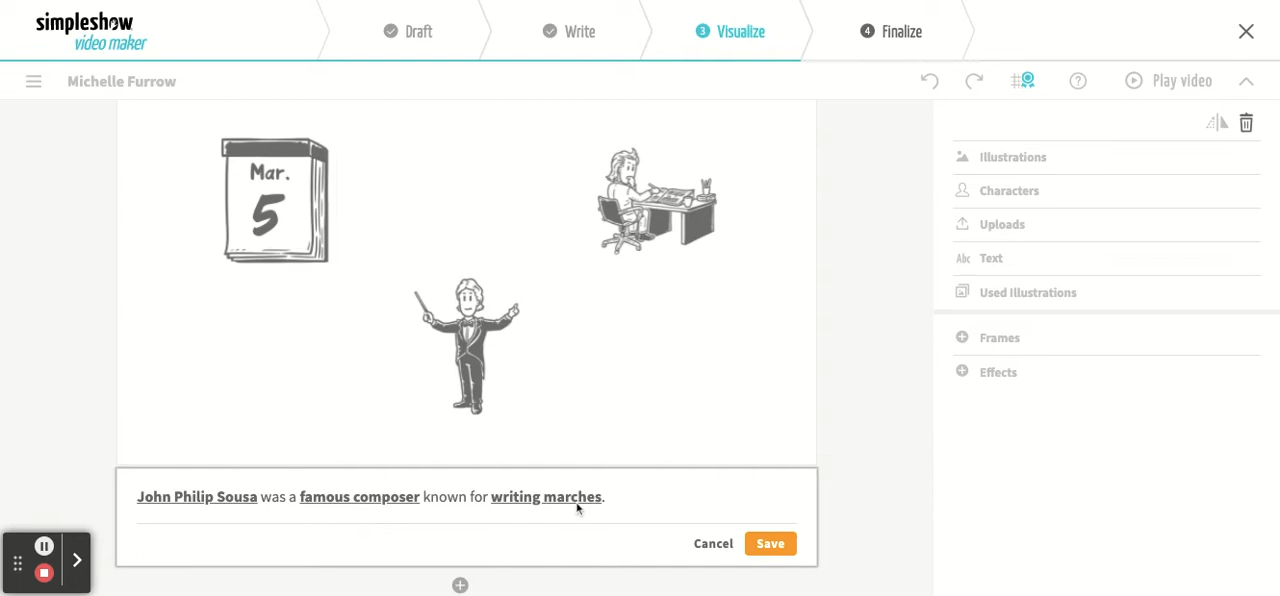 simpleshow
video maker
Draft
Write
3 Visualize
4 Finalize
Michelle Furrow
#
?
Play video
Mar.
5
Illustrations
Characters
Uploads
Abc Text
Used Illustrations
Frames
Effects
John Philip Sousa was a famous composer known for writing marches.
Cancel
Save